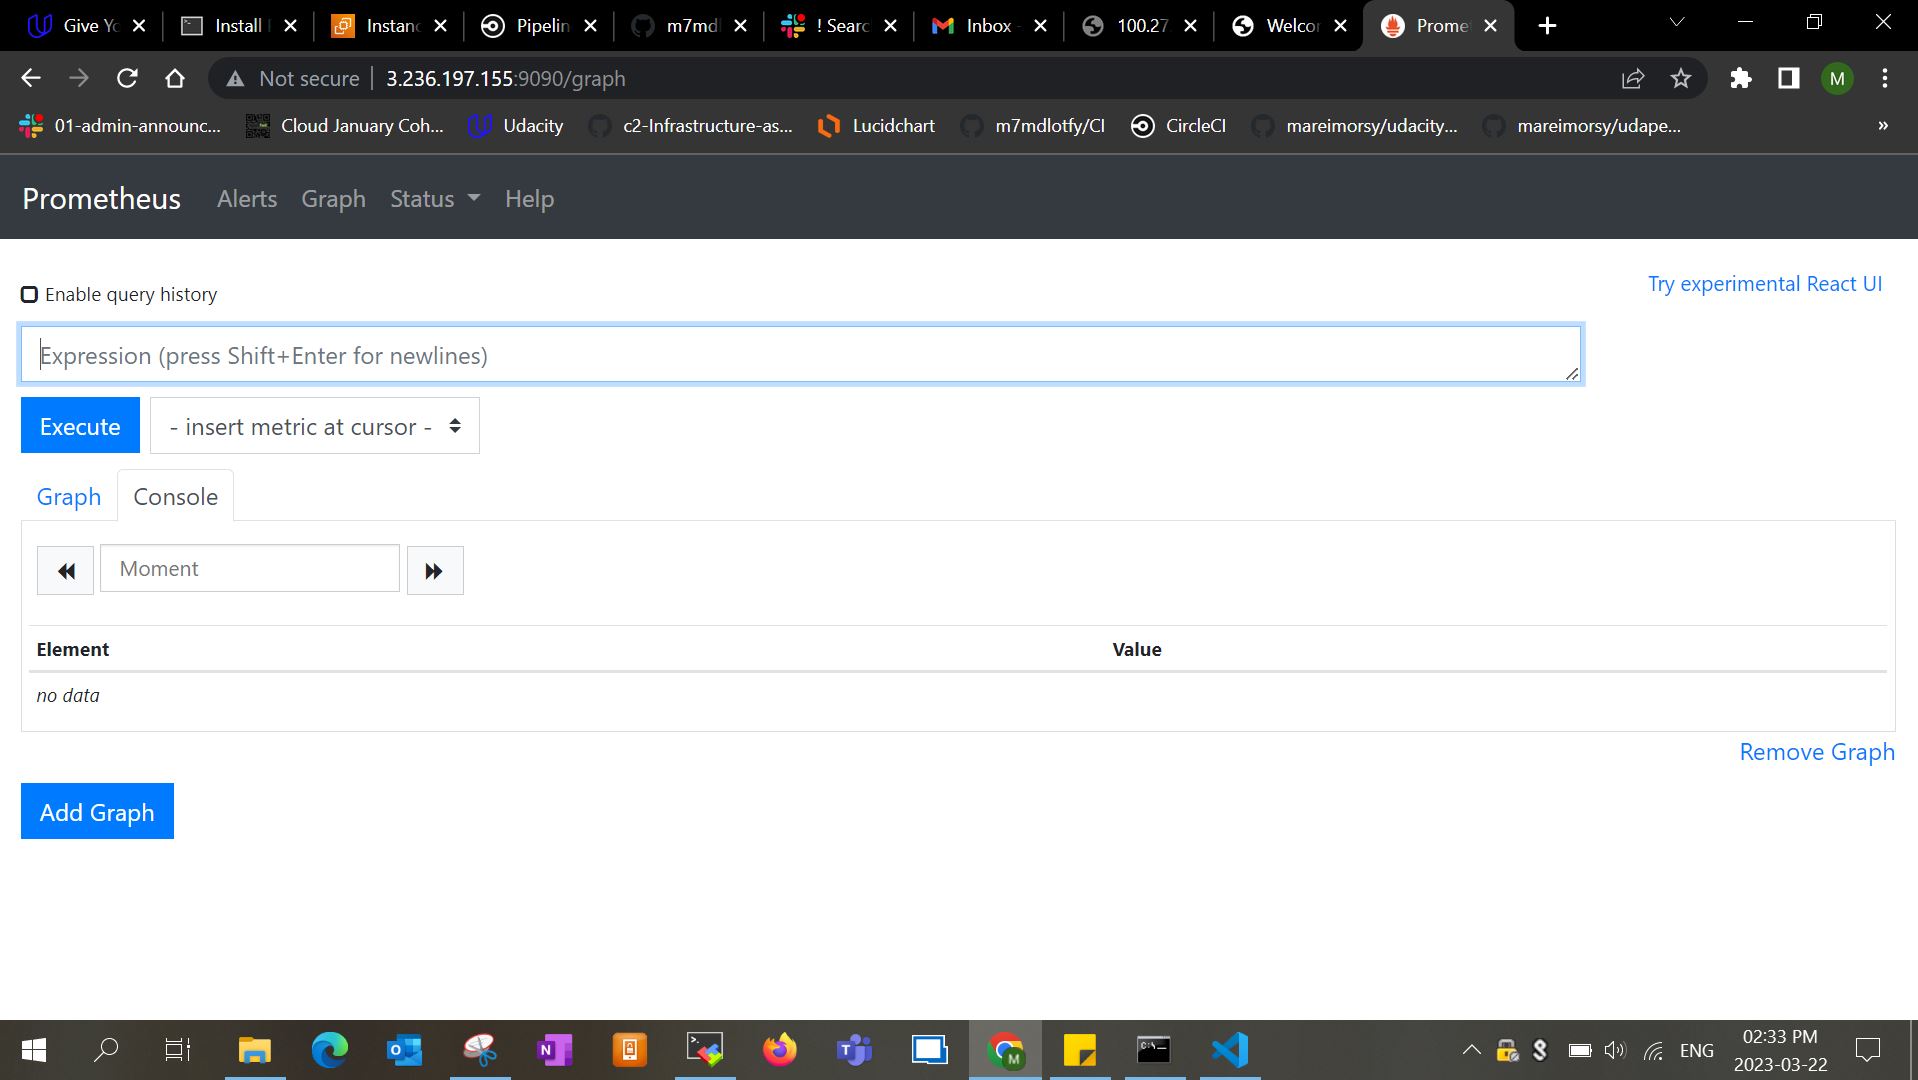 Give Yo
Install
Instanc
Pipelin
m7mdl
! Searc
Inbox -
100.27
Welcor
Promet
Not secure
3.236.197.155:9090/graph
M
01-admin-announc...
Cloud January Coh...
Udacity
c2-Infrastructure-as...
Lucidchart
m7mdlotfy/CI
CircleCI
mareimorsy/udacity...
mareimorsy/udape...
»
Prometheus
Alerts
Graph
Status
Help
Enable query history
Try experimental React UI
Expression (press Shift+Enter for newlines)
Execute
- insert metric at cursor -
Graph
Console
Moment
Element
Value
no data
Remove Graph
Add Graph
ENG
02:33 PM
2023-03-22